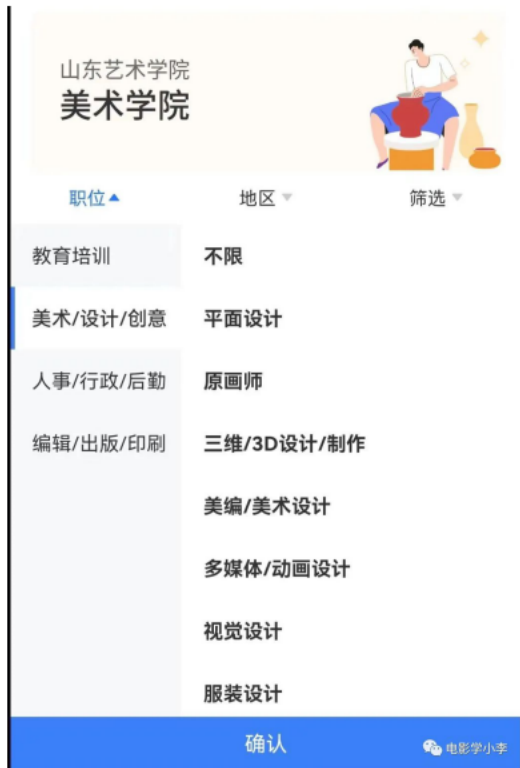 山东艺术学院
美术学院
职位 地区 筛选
教育培训 不限
美术/设计/创意 平面设计
人事/行政/后勤 原画师
编辑/出版/印刷 三维/3D设计/制作
美编/美术设计
多媒体/动画设计
视觉设计
服装设计
确认
电影学小李